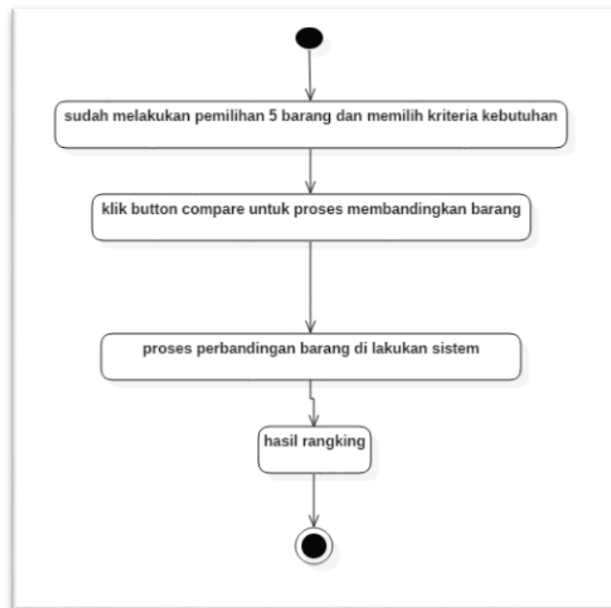 sudah melakukan pemilihan 5 barang dan memilih kriteria kebutuhan
klik button compare untuk proses membandingkan barang
proses perbandingan barang di lakukan sistem
hasil rangking